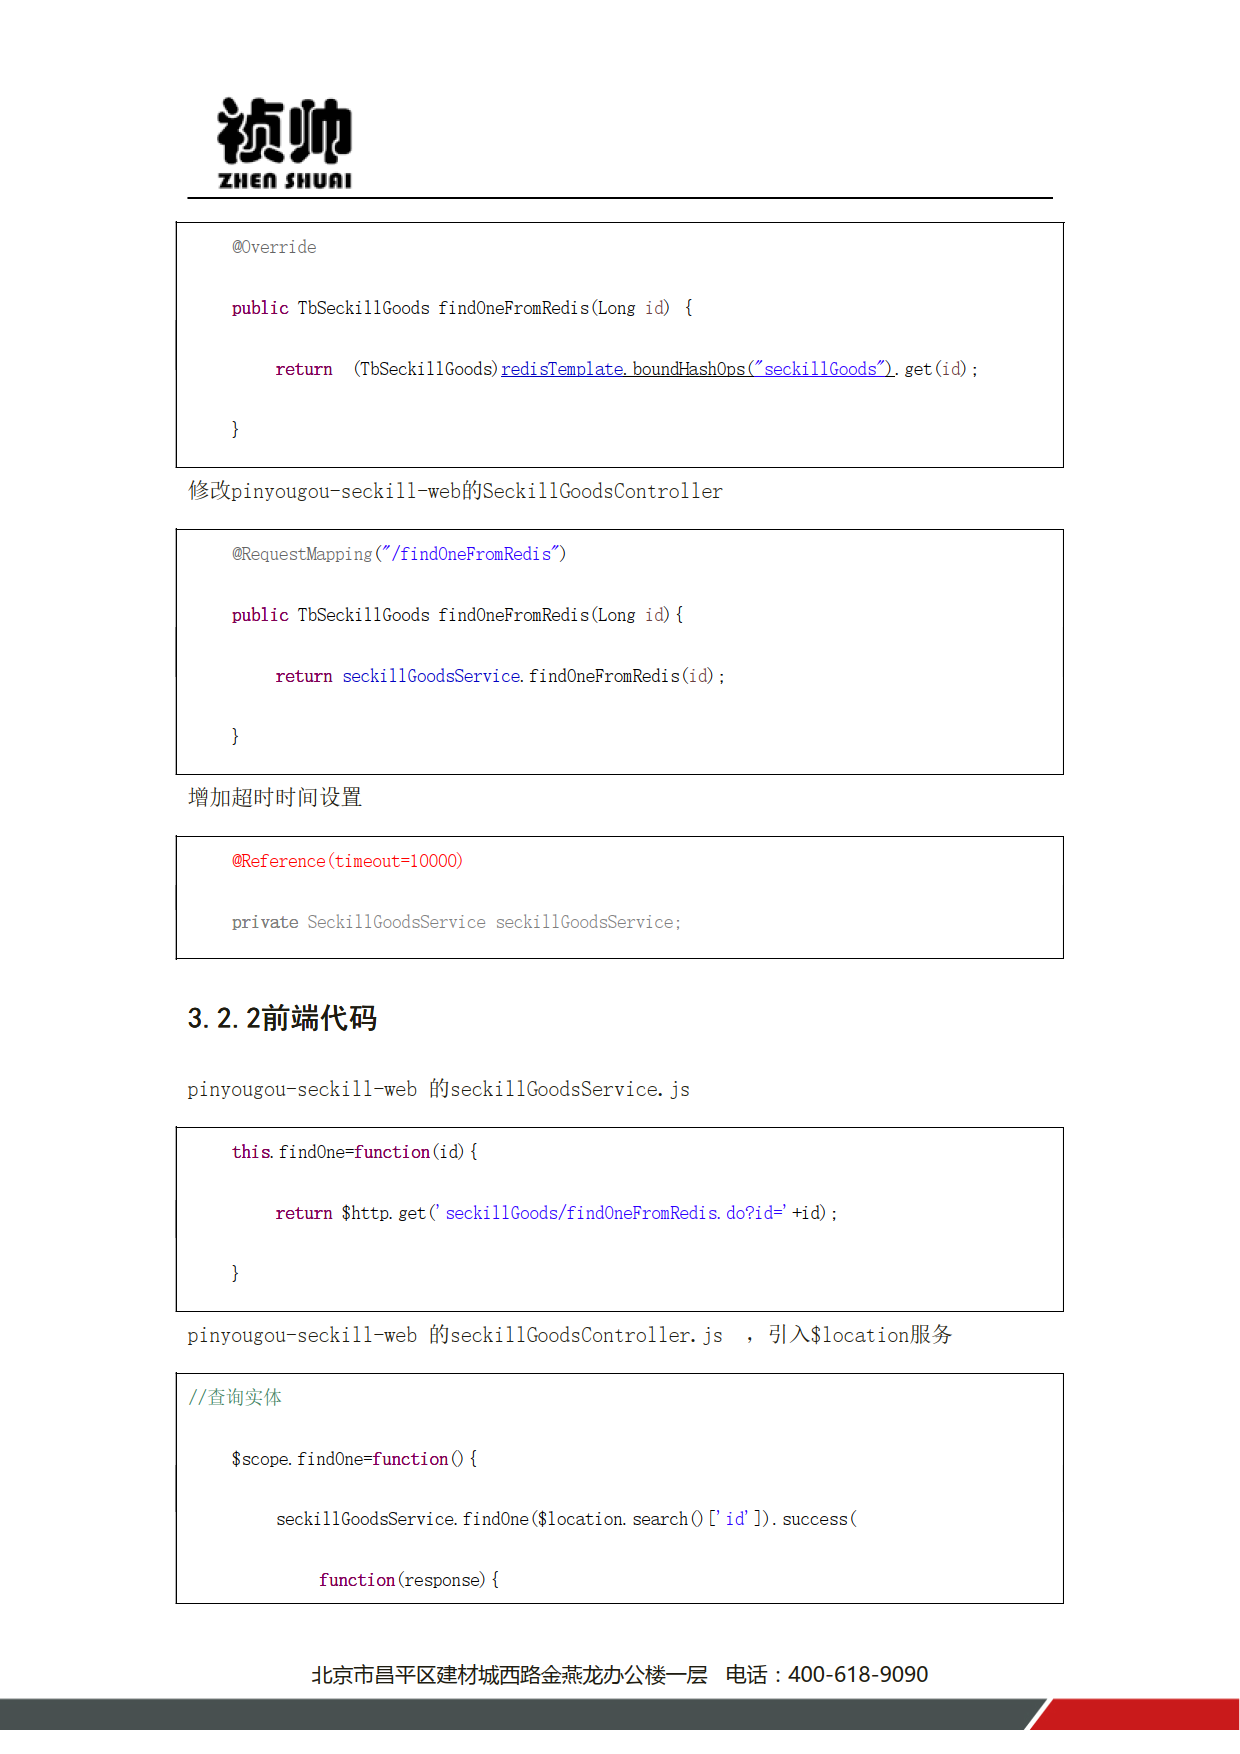 祯帅
ZHEN SHUAI
@Override
public TbSeckillGoods findOneFromRedis(Long id) {
return  (TbSeckillGoods)redisTemplate.boundHashOps("seckillGoods").get(id);
}
修改pinyougou-seckill-web的SeckillGoodsController
@RequestMapping("/findOneFromRedis")
public TbSeckillGoods findOneFromRedis(Long id){
return seckillGoodsService.findOneFromRedis(id);
}
增加超时时间设置
@Reference(timeout=10000)
private SeckillGoodsService seckillGoodsService;
3.2.2前端代码
pinyougou-seckill-web 的seckillGoodsService.js
this.findOne=function(id){
return $http.get('seckillGoods/findOneFromRedis.do?id='+id);
}
pinyougou-seckill-web 的seckillGoodsController.js ，引入$location服务
//查询实体
$scope.findOne=function(){
seckillGoodsService.findOne($location.search()['id']).success(
function(response){
北京市昌平区建材城西路金燕龙办公楼一层 电话：400-618-9090